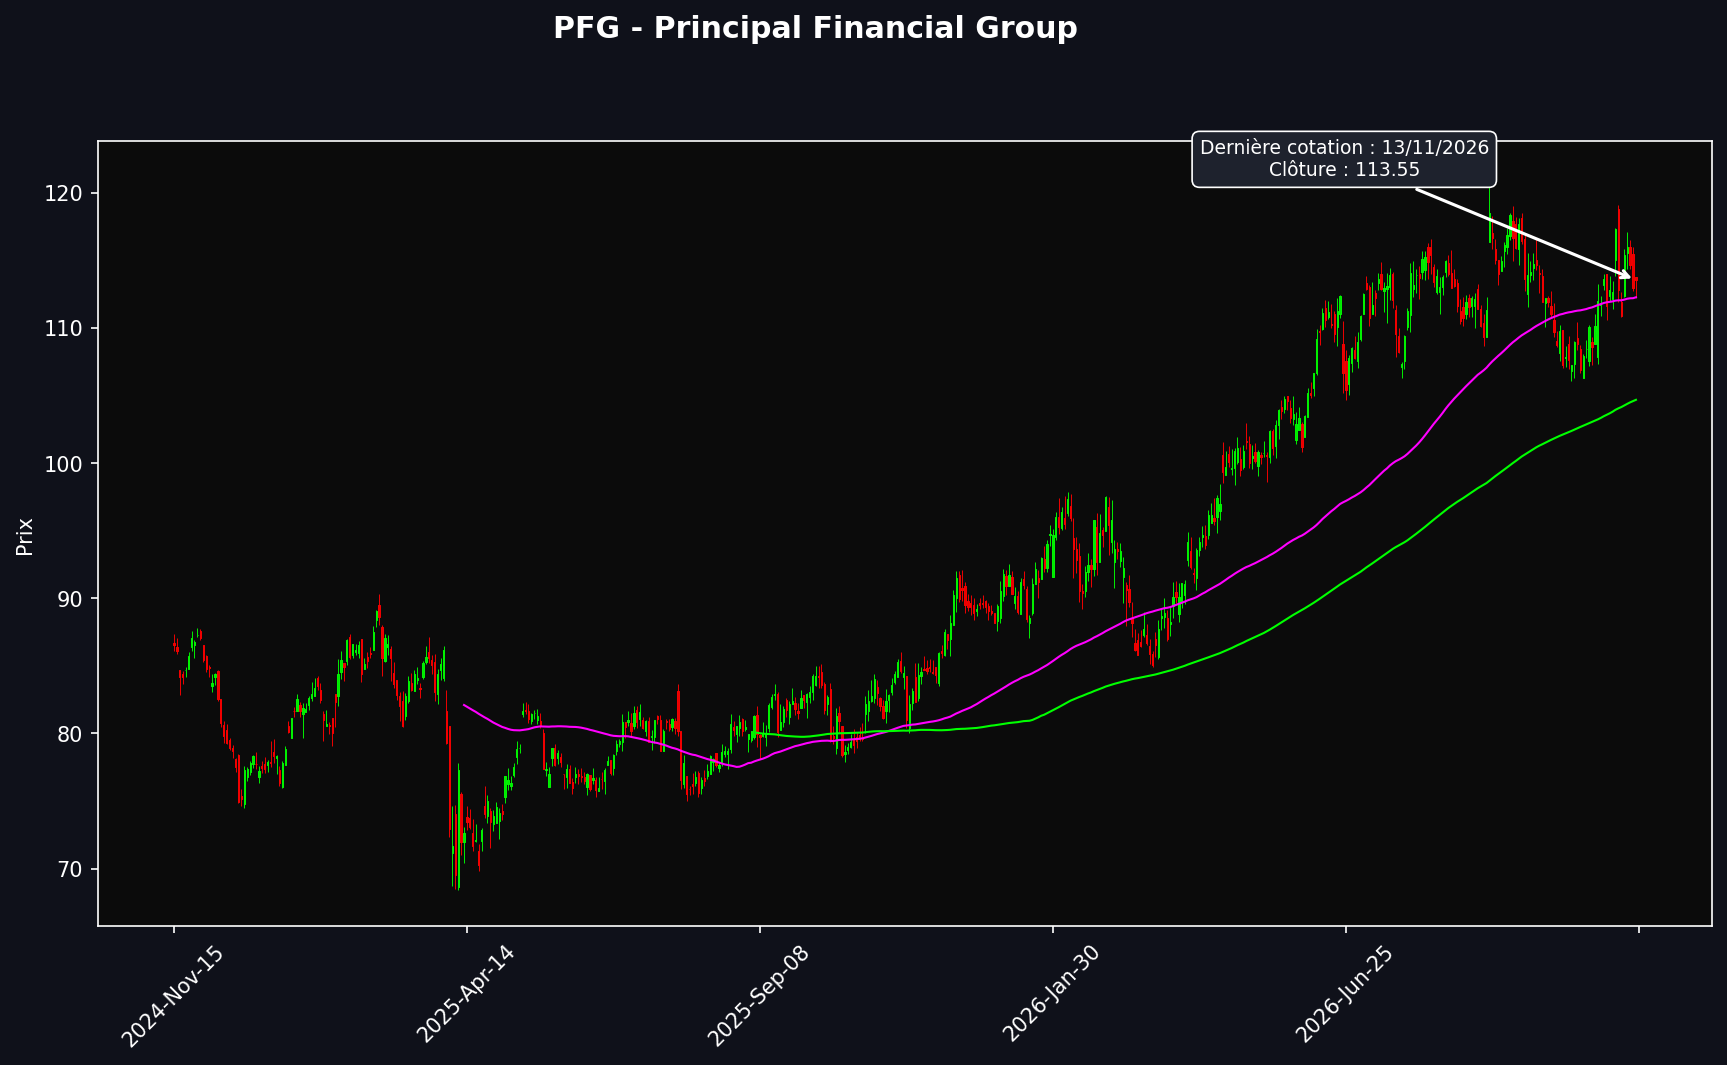 PFG - Principal Financial Group
Dernière cotation : 13/11/2026
Clôture : 113.55
120
110
100
90
80
70
Prix
2024-Nov-15
2025-Apr-14
2025-Sep-08
2026-Jan-30
2026-Jun-25